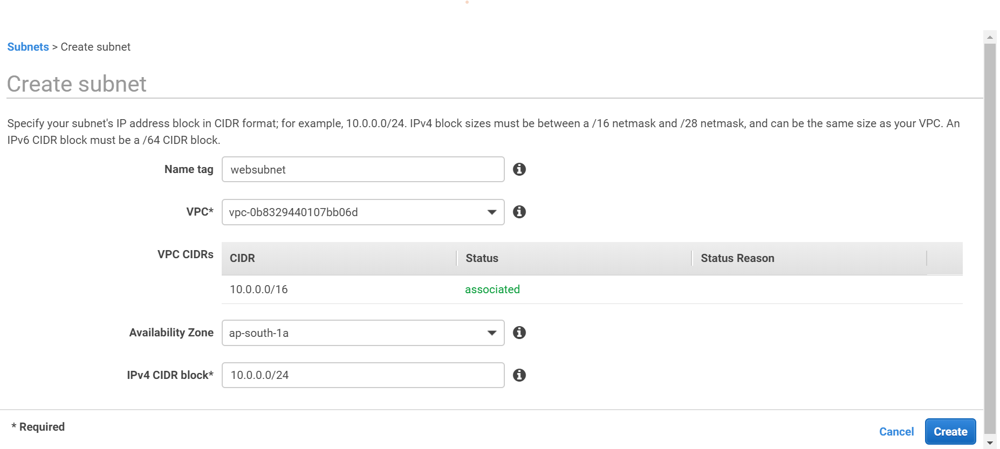 Subnets > Create subnet
Create subnet
Specify your subnet's IP address block in CIDR format; for example, 10.0.0.0/24. IPv4 block sizes must be between a /16 netmask and /28 netmask, and can be the same size as your VPC. An
IPv6 CIDR block must be a /64 CIDR block.
Name tag websubnet
VPC* vpc-0b8329440107bb06d
VPC CIDRs CIDR Status Status Reason
10.0.0.0/16 associated
Availability Zone ap-south-1a
IPv4 CIDR block* 10.0.0.0/24
* Required
Cancel Create